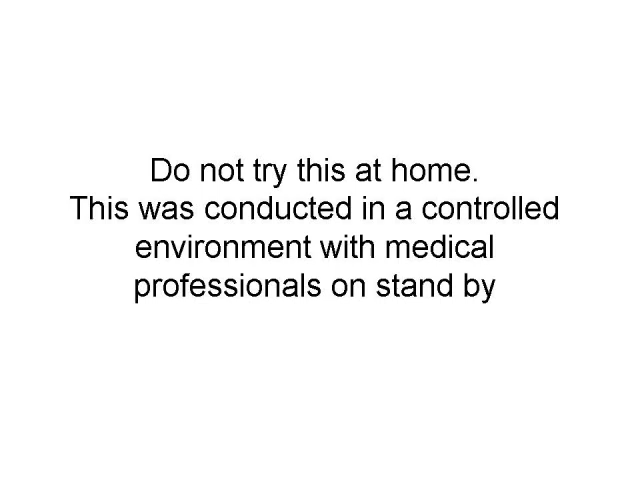 Do not try this at home.
This was conducted in a controlled
environment with medical
professionals on stand by